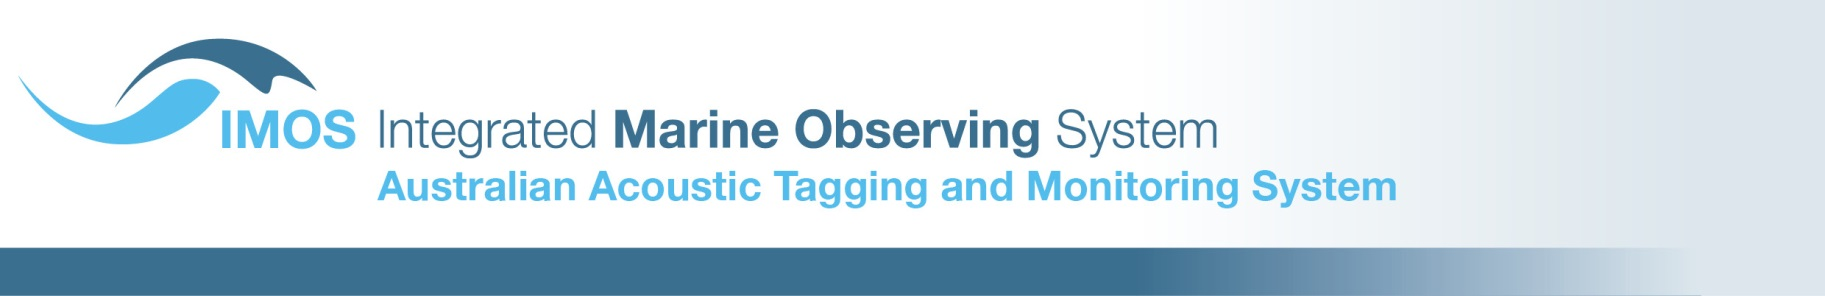 IMOS Integrated Marine Observing System
Australian Acoustic Tagging and Monitoring System